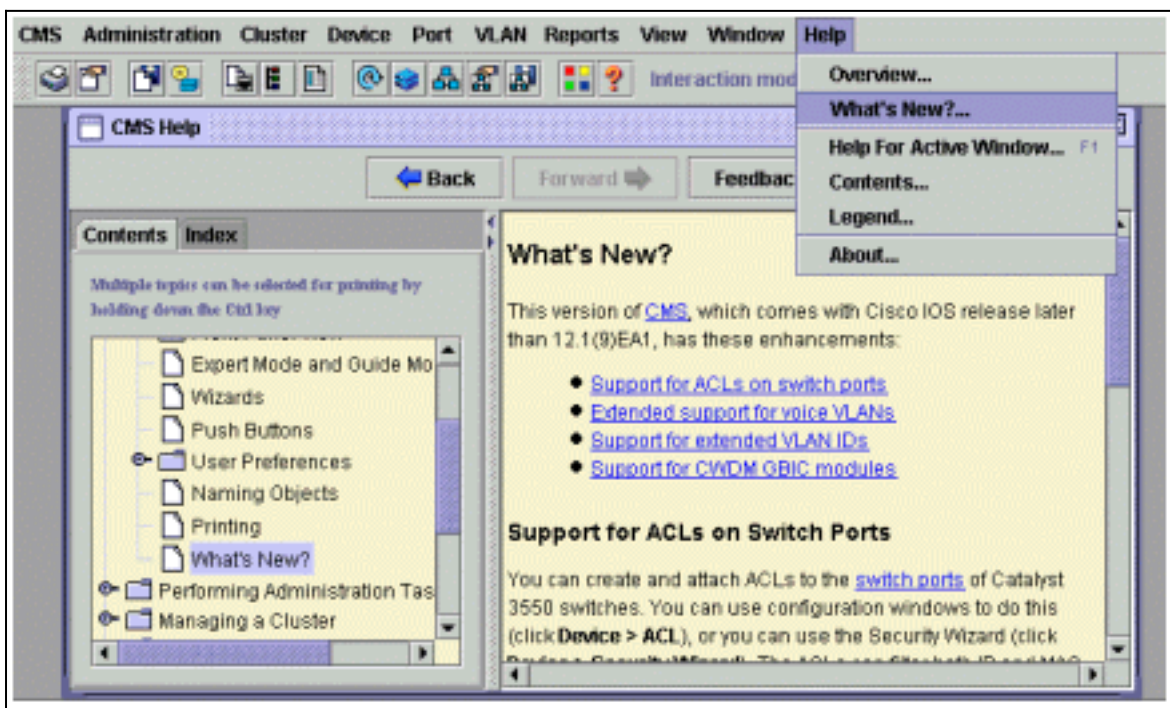 CMS Administration Cluster Device Port VLAN Reports View Window Help
Interaction mod
Overview...
What's New?...
Help For Active Window... F1
Contents...
Legend...
About...
CMS Help
Back Forward Feedbac
Contents Index
Multiple topics can be selected for printing by
holding down the Ctrl key
Expert Mode and Guide Mo
Wizards
Push Buttons
User Preferences
Naming Objects
Printing
What's New?
Performing Administration Tas
Managing a Cluster
What's New?
This version of CMS, which comes with Cisco IOS release later
than 12.1(9)EA1, has these enhancements:
Support for ACLs on switch ports
Extended support for voice VLANs
Support for extended VLAN IDs
Support for CWDM GBIC modules
Support for ACLs on Switch Ports
You can create and attach ACLs to the switch ports of Catalyst
3550 switches. You can use configuration windows to do this
(click Device > ACL), or you can use the Security Wizard (click